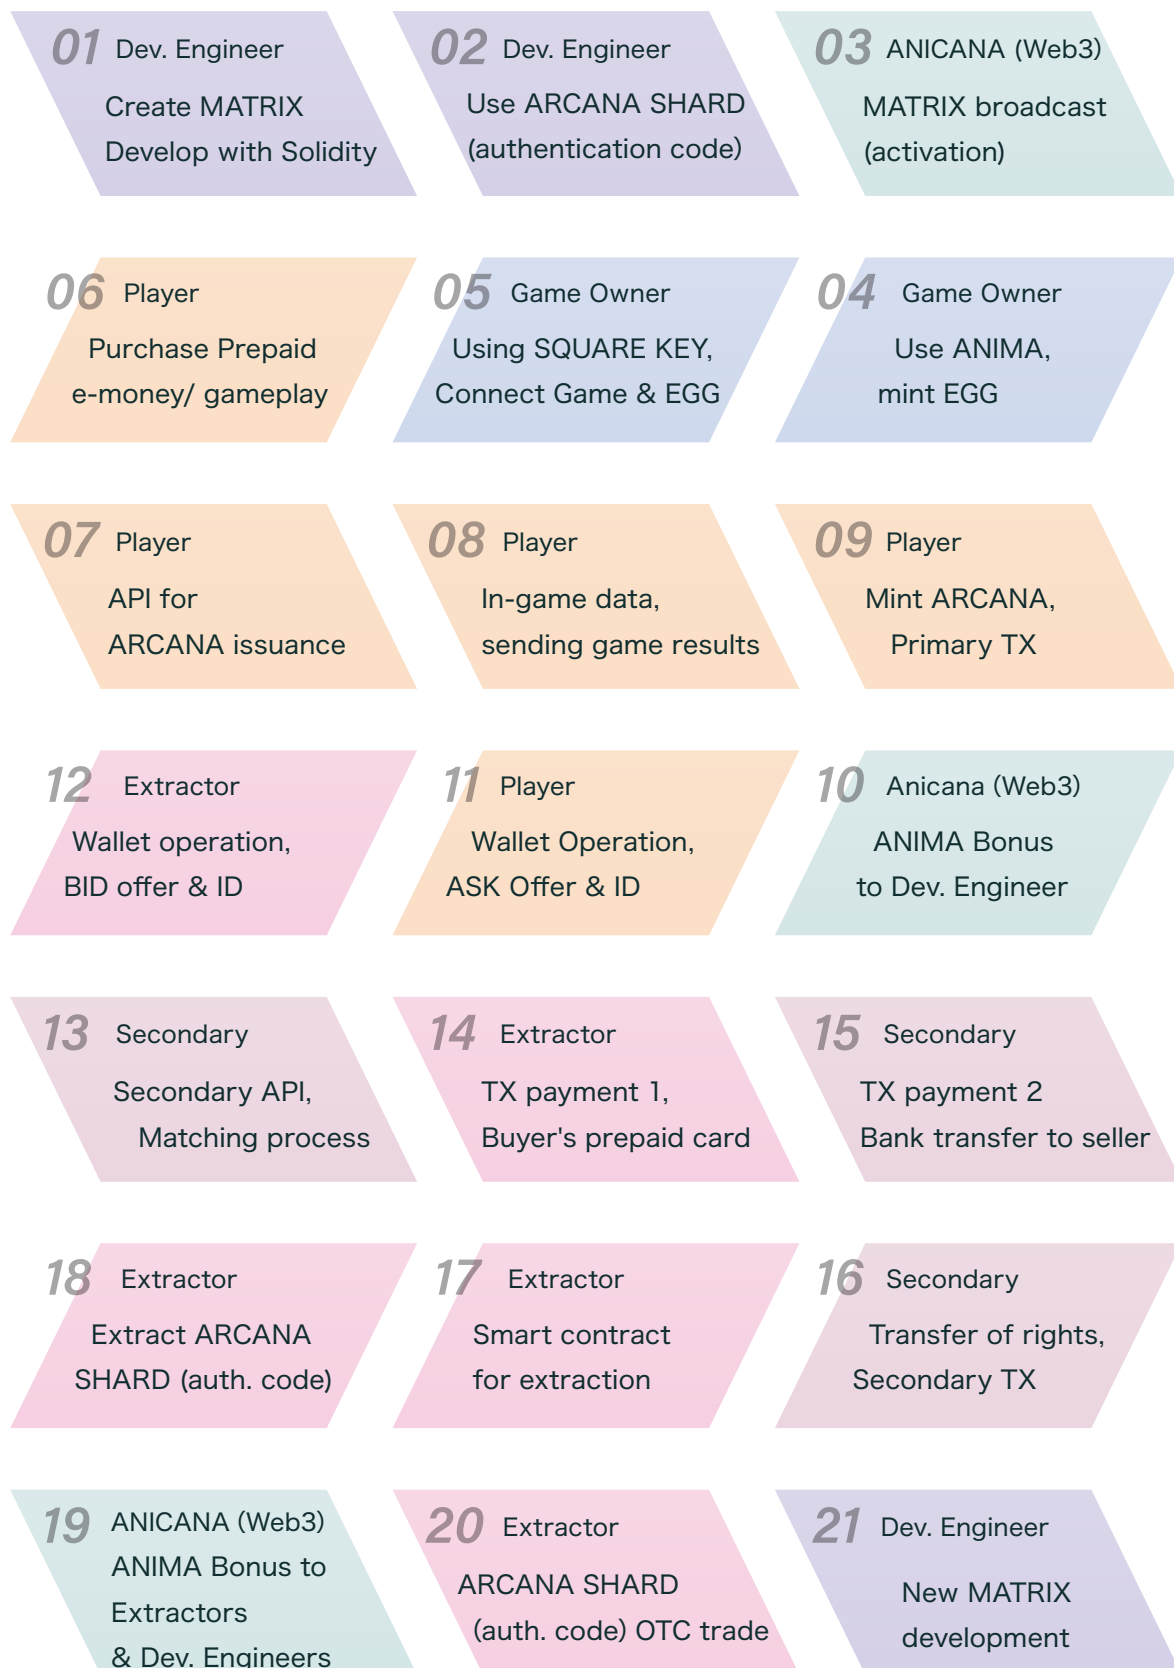 01 Dev. Engineer
Create MATRIX
Develop with Solidity
02 Dev. Engineer
Use ARCANA SHARD
(authentication code)
03 ANICANA (Web3)
MATRIX broadcast
(activation)
06 Player
Purchase Prepaid
e-money/ gameplay
05 Game Owner
Using SQUARE KEY,
Connect Game & EGG
04 Game Owner
Use ANIMA,
mint EGG
07 Player
API for
ARCANA issuance
08 Player
In-game data,
sending game results
09 Player
Mint ARCANA,
Primary TX
12 Extractor
Wallet operation,
BID offer & ID
11 Player
Wallet Operation,
ASK Offer & ID
10 Anicana (Web3)
ANIMA Bonus
to Dev. Engineer
13 Secondary
Secondary API,
Matching process
14 Extractor
TX payment 1,
Buyer's prepaid card
15 Secondary
TX payment 2
Bank transfer to seller
18 Extractor
Extract ARCANA
SHARD (auth. code)
17 Extractor
Smart contract
for extraction
16 Secondary
Transfer of rights,
Secondary TX
19 ANICANA (Web3)
ANIMA Bonus to
Extractors
& Dev. Engineers
20 Extractor
ARCANA SHARD
(auth. code) OTC trade
21 Dev. Engineer
New MATRIX
development